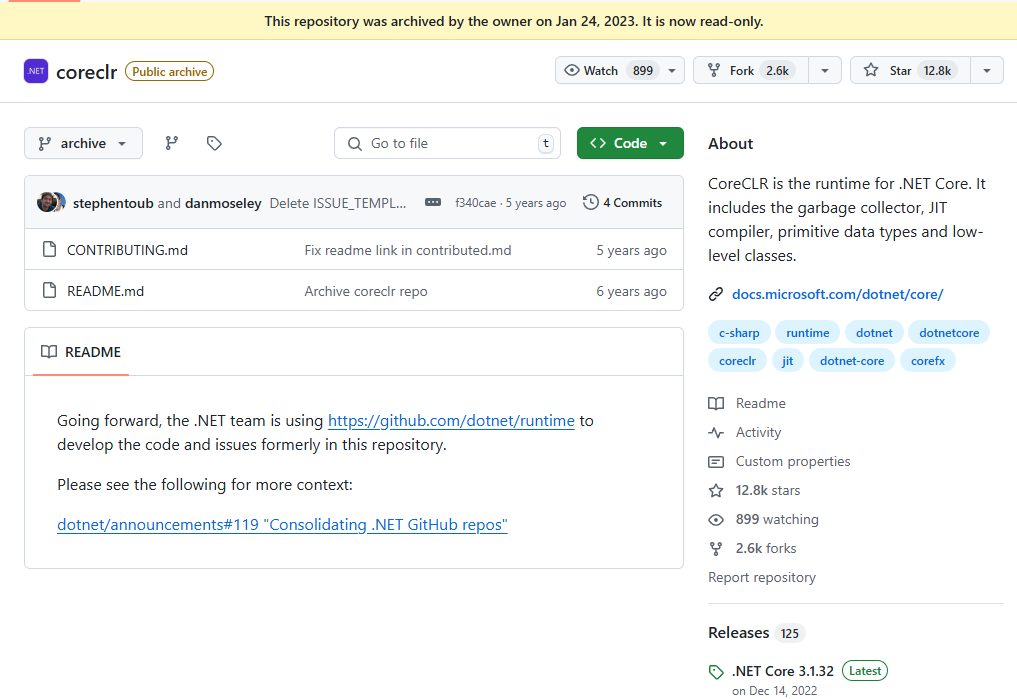 This repository was archived by the owner on Jan 24, 2023. It is now read-only.
.NET coreclr Public archive Watch 899 Fork 2.6k Star 12.8k
archive Go to file t <> Code
stephentoub and danmoseley Delete ISSUE_TEMPL... f340cae · 5 years ago 4 Commits
CONTRIBUTING.md Fix readme link in contributed.md 5 years ago
README.md Archive coreclr repo 6 years ago
README
Going forward, the .NET team is using https://github.com/dotnet/runtime to
develop the code and issues formerly in this repository.
Please see the following for more context:
dotnet/announcements#119 "Consolidating .NET GitHub repos"
About
CoreCLR is the runtime for .NET Core. It
includes the garbage collector, JIT
compiler, primitive data types and low-
level classes.
docs.microsoft.com/dotnet/core/
c-sharp runtime dotnet dotnetcore
coreclr jit dotnet-core corefx
Readme
Activity
Custom properties
12.8k stars
899 watching
2.6k forks
Report repository
Releases 125
.NET Core 3.1.32 Latest
on Dec 14, 2022